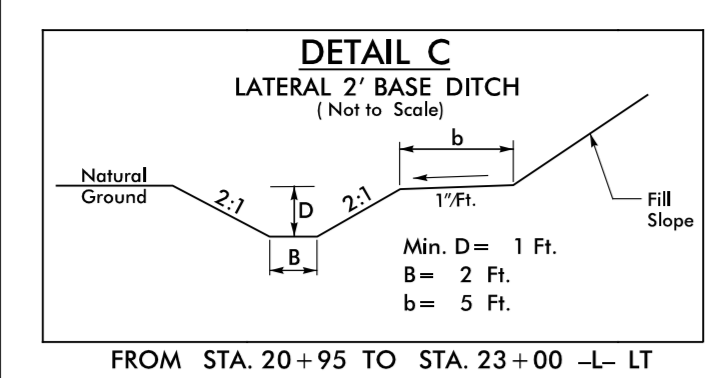 DETAIL C
LATERAL 2' BASE DITCH
( Not to Scale)
b
Natural
Ground
2:1
D
2:1
1"/Ft.
Fill
Slope
B
Min. D= 1 Ft.
B= 2 Ft.
b= 5 Ft.
FROM STA. 20+95 TO STA. 23+00 -L- LT